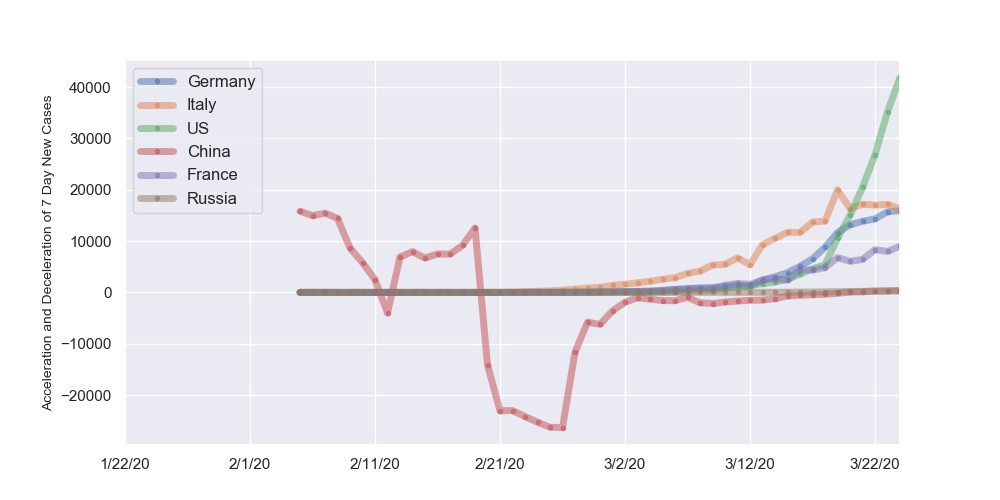 Acceleration and Deceleration of 7 Day New Cases
40000
30000
20000
10000
0
−10000
−20000
Germany
Italy
US
China
France
Russia
1/22/20
2/1/20
2/11/20
2/21/20
3/2/20
3/12/20
3/22/20